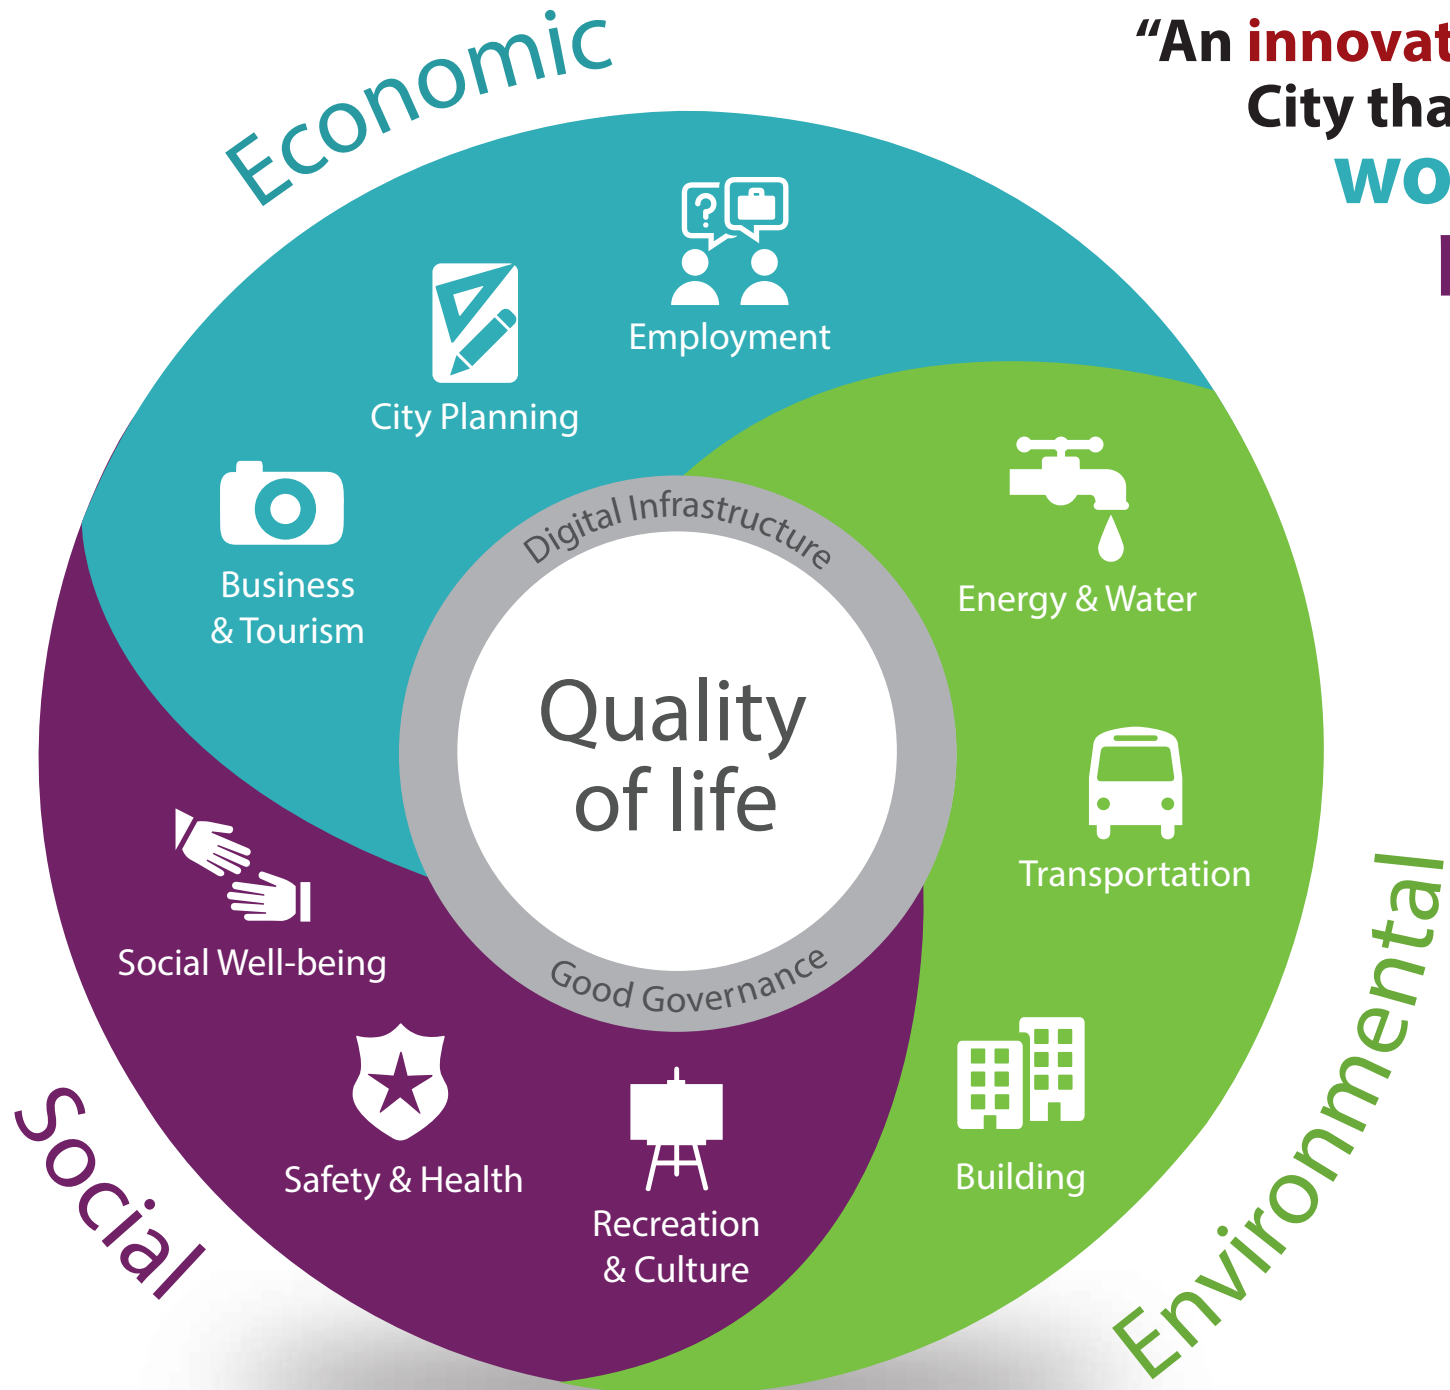 Economic
“An innovat
City tha
wo
?
Employment
City Planning
Business
& Tourism
Digital Infrastructure
Energy & Water
Quality
of life
Transportation
Social Well-being
Good Governance
Safety & Health
Recreation
& Culture
Building
Social
Environmental